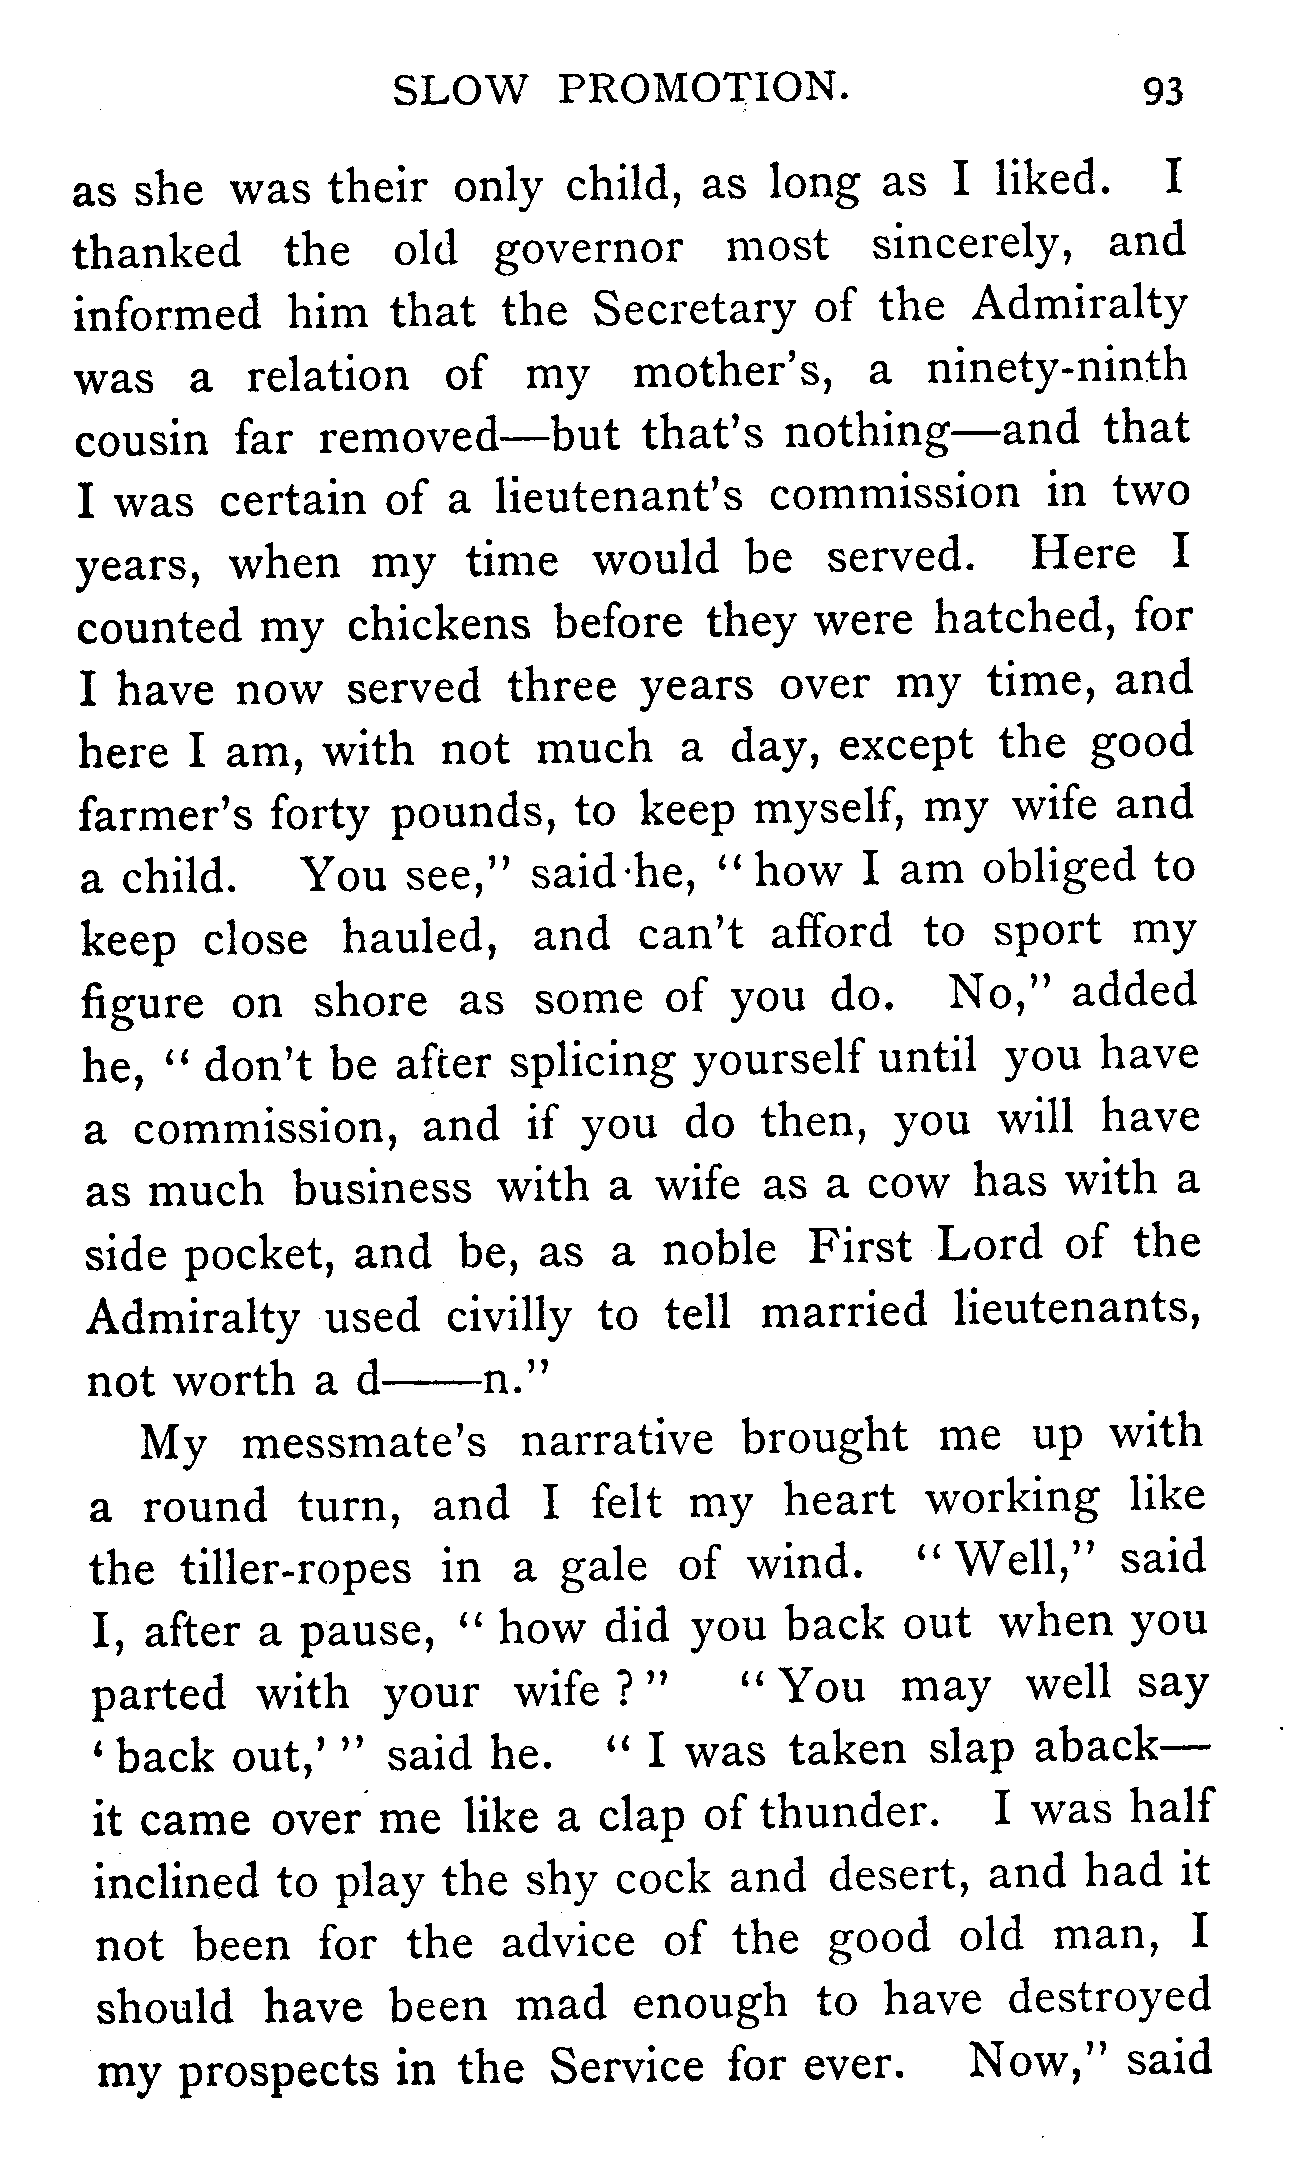 SLOW PROMOTION. 93
as she was their only child, as long as I liked. I
thanked the old governor most sincerely, and
informed him that the Secretary of the Admiralty
was a relation of my mother's, a ninety-ninth
cousin far removed—but that's nothing—and that
I was certain of a lieutenant's commission in two
years, when my time would be served. Here I
counted my chickens before they were hatched, for
I have now served three years over my time, and
here I am, with not much a day, except the good
farmer's forty pounds, to keep myself, my wife and
a child. You see," said he, "how I am obliged to
keep close hauled, and can't afford to sport my
figure on shore as some of you do. No," added
he, "don't be after splicing yourself until you have
a commission, and if you do then, you will have
as much business with a wife as a cow has with a
side pocket, and be, as a noble First Lord of the
Admiralty used civilly to tell married lieutenants,
not worth a d——n."
My messmate's narrative brought me up with
a round turn, and I felt my heart working like
the tiller-ropes in a gale of wind. "Well," said
I, after a pause, "how did you back out when you
parted with your wife?" "You may well say
'back out,'" said he. "I was taken slap aback—
it came over me like a clap of thunder. I was half
inclined to play the shy cock and desert, and had it
not been for the advice of the good old man, I
should have been mad enough to have destroyed
my prospects in the Service for ever. Now," said